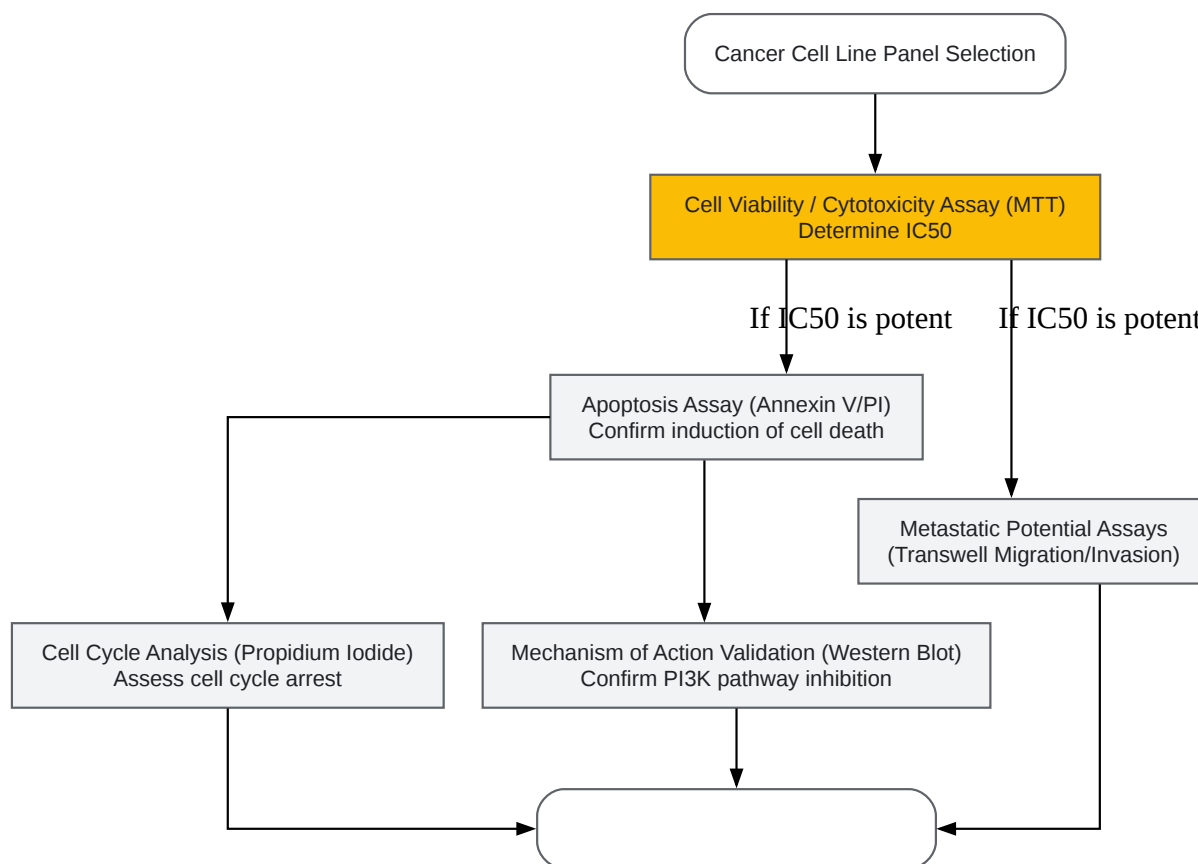 Cancer Cell Line Panel Selection
Cell Viability / Cytotoxicity Assay (MTT)
Determine IC50
If IC50 is potent
If IC50 is potent
Apoptosis Assay (Annexin V/PI)
Confirm induction of cell death
Metastatic Potential Assays
(Transwell Migration/Invasion)
Cell Cycle Analysis (Propidium Iodide)
Assess cell cycle arrest
Mechanism of Action Validation (Western Blot)
Confirm PI3K pathway inhibition